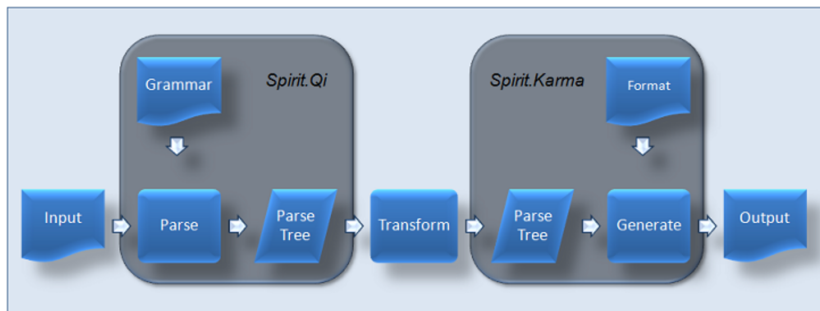 Grammar
Spirit.Qi
Spirit.Karma
Format
Input
Parse
Parse
Tree
Transform
Parse
Tree
Generate
Output